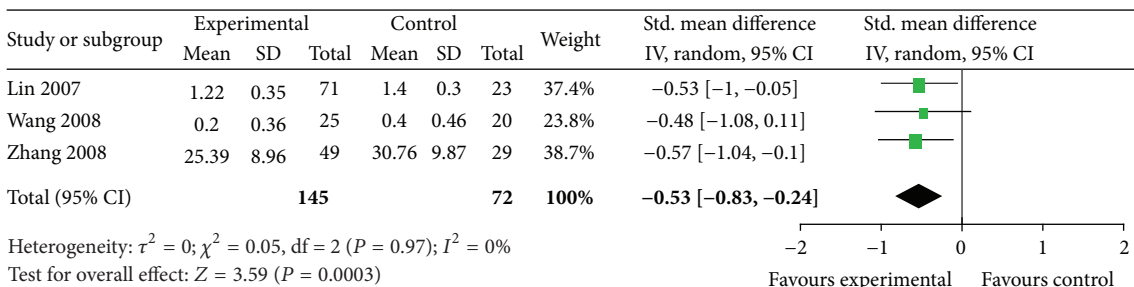 Study or subgroup Experimental Control Weight Std. mean difference Std. mean difference
Mean SD Total Mean SD Total IV, random, 95% CI IV, random, 95% CI
Lin 2007 1.22 0.35 71 1.4 0.3 23 37.4% −0.53 [−1, −0.05]
Wang 2008 0.2 0.36 25 0.4 0.46 20 23.8% −0.48 [−1.08, 0.11]
Zhang 2008 25.39 8.96 49 30.76 9.87 29 38.7% −0.57 [−1.04, −0.1]
Total (95% CI) 145 72 100% −0.53 [−0.83, −0.24]
Heterogeneity: τ² = 0; χ² = 0.05, df = 2 (P = 0.97); I² = 0%
Test for overall effect: Z = 3.59 (P = 0.0003)
−2 −1 0 1 2
Favours experimental Favours control